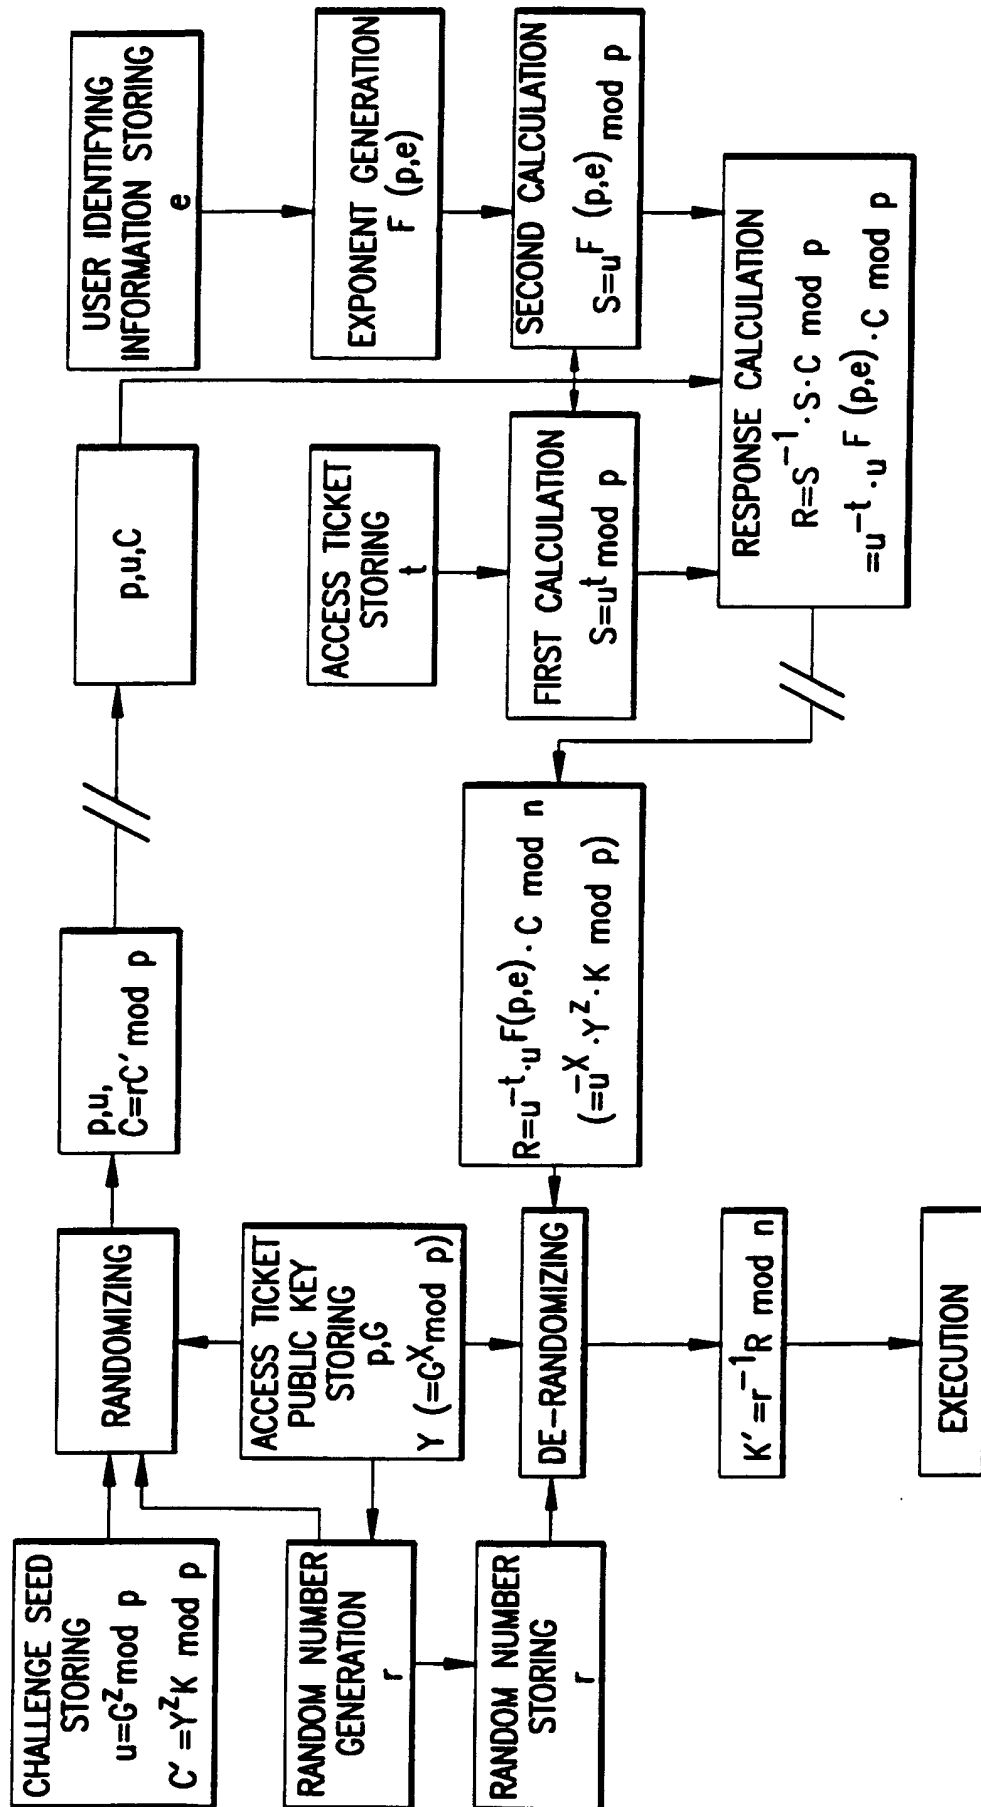 CHALLENGE SEED
STORING
u=G^z mod p
C′=Y^z K mod p
RANDOM NUMBER
GENERATION
r
RANDOM NUMBER
STORING
r
RANDOMIZING
ACCESS TICKET
PUBLIC KEY
STORING
p,G
Y (=G^x mod p)
DE-RANDOMIZING
K′=r^-1 R mod n
EXECUTION
p,u,
C=rC′ mod p
R=u^-t·u^F(p,e)·C mod n
(=u^-x·Y^z·K mod p)
p,u,C
ACCESS TICKET
STORING
t
FIRST CALCULATION
S=u^t mod p
USER IDENTIFYING
INFORMATION STORING
e
EXPONENT GENERATION
F (p,e)
SECOND CALCULATION
S=u^F (p,e) mod p
RESPONSE CALCULATION
R=S^-1·S·C mod p
=u^-t·u^F (p,e)·C mod p